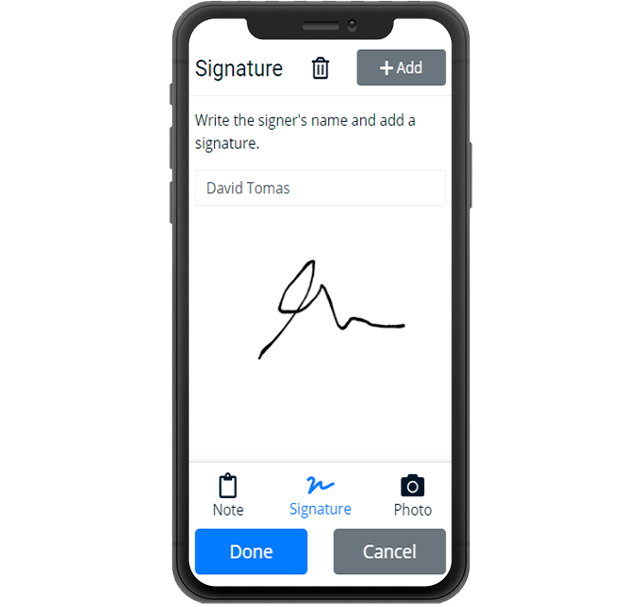 Signature
+ Add
Write the signer's name and add a
signature.
David Tomas
Note
Signature
Photo
Done
Cancel